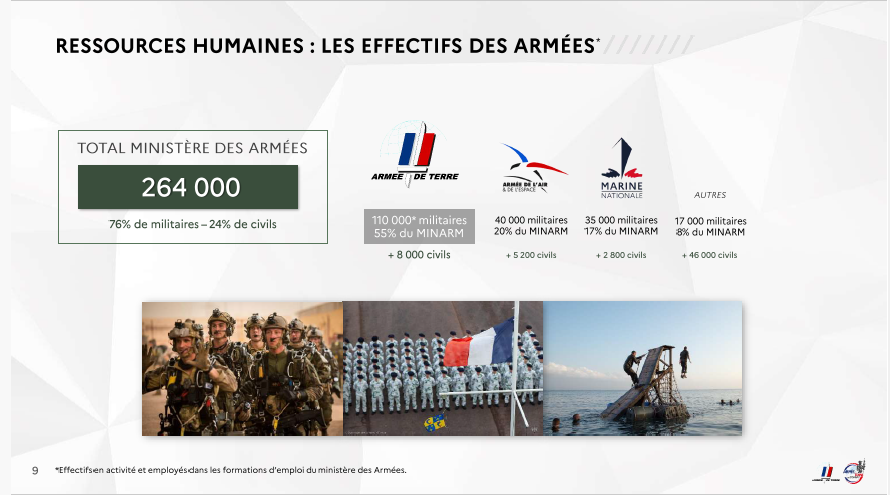 RESSOURCES HUMAINES : LES EFFECTIFS DES ARMÉES*
TOTAL MINISTÈRE DES ARMÉES
264 000
76% de militaires – 24% de civils
ARMÉE DE TERRE
110 000* militaires
55% du MINARM
+ 8 000 civils
ARMÉE DE L'AIR
& DE L'ESPACE
40 000 militaires
20% du MINARM
+ 5 200 civils
MARINE
NATIONALE
35 000 militaires
17% du MINARM
+ 2 800 civils
AUTRES
17 000 militaires
8% du MINARM
+ 46 000 civils
9
*Effectifs en activité et employés dans les formations d'emploi du ministère des Armées.